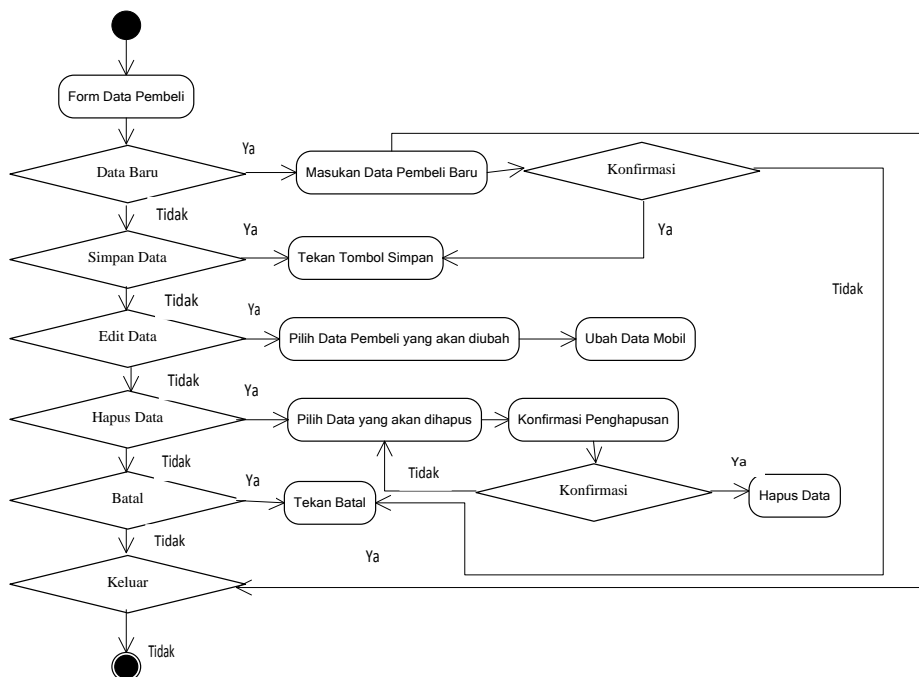 Form Data Pembeli
Ya
Data Baru
Masukan Data Pembeli Baru
Konfirmasi
Tidak
Ya
Ya
Simpan Data
Tekan Tombol Simpan
Tidak
Tidak
Ya
Edit Data
Pilih Data Pembeli yang akan diubah
Ubah Data Mobil
Tidak
Ya
Hapus Data
Pilih Data yang akan dihapus
Konfirmasi Penghapusan
Tidak
Ya
Tidak
Ya
Batal
Tekan Batal
Konfirmasi
Hapus Data
Tidak
Ya
Keluar
Tidak